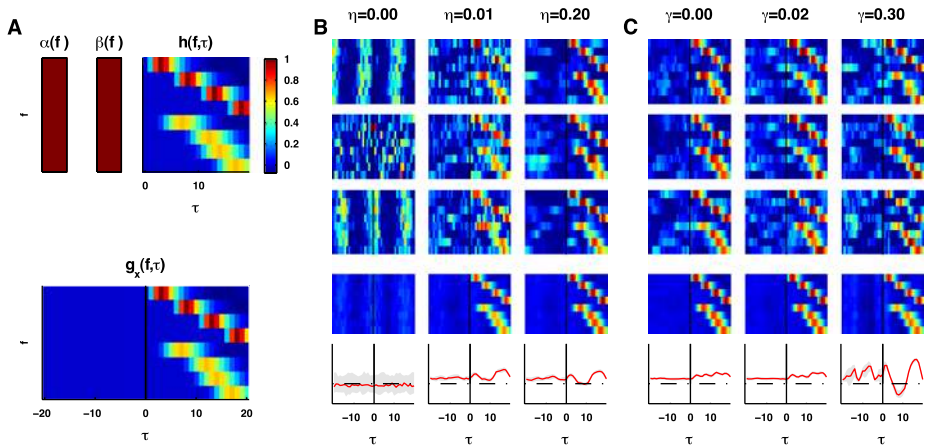 A
α(f ) β(f ) h(f,τ)
1
0.8
0.6
0.4
0.2
0
f
0 10
τ
g_x(f,τ)
f
−20 −10 0 10 20
τ
B
η=0.00 η=0.01 η=0.20
−10 0 10 −10 0 10 −10 0 10
τ τ τ
C
γ=0.00 γ=0.02 γ=0.30
−10 0 10 −10 0 10 −10 0 10
τ τ τ